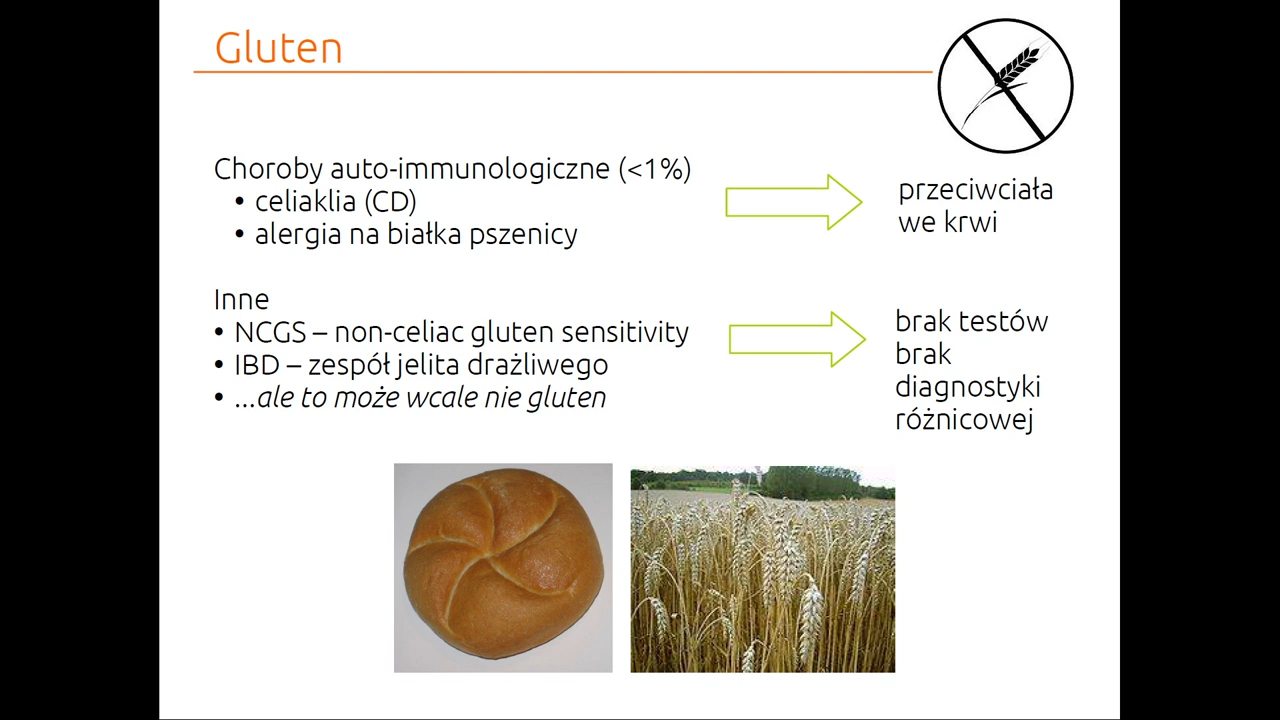 Gluten
Choroby auto-immunologiczne (<1%)
• celiaklia (CD)
• alergia na białka pszenicy
przeciwciała
we krwi
Inne
• NCGS – non-celiac gluten sensitivity
• IBD – zespół jelita drażliwego
• ...ale to może wcale nie gluten
brak testów
brak
diagnostyki
różnicowej